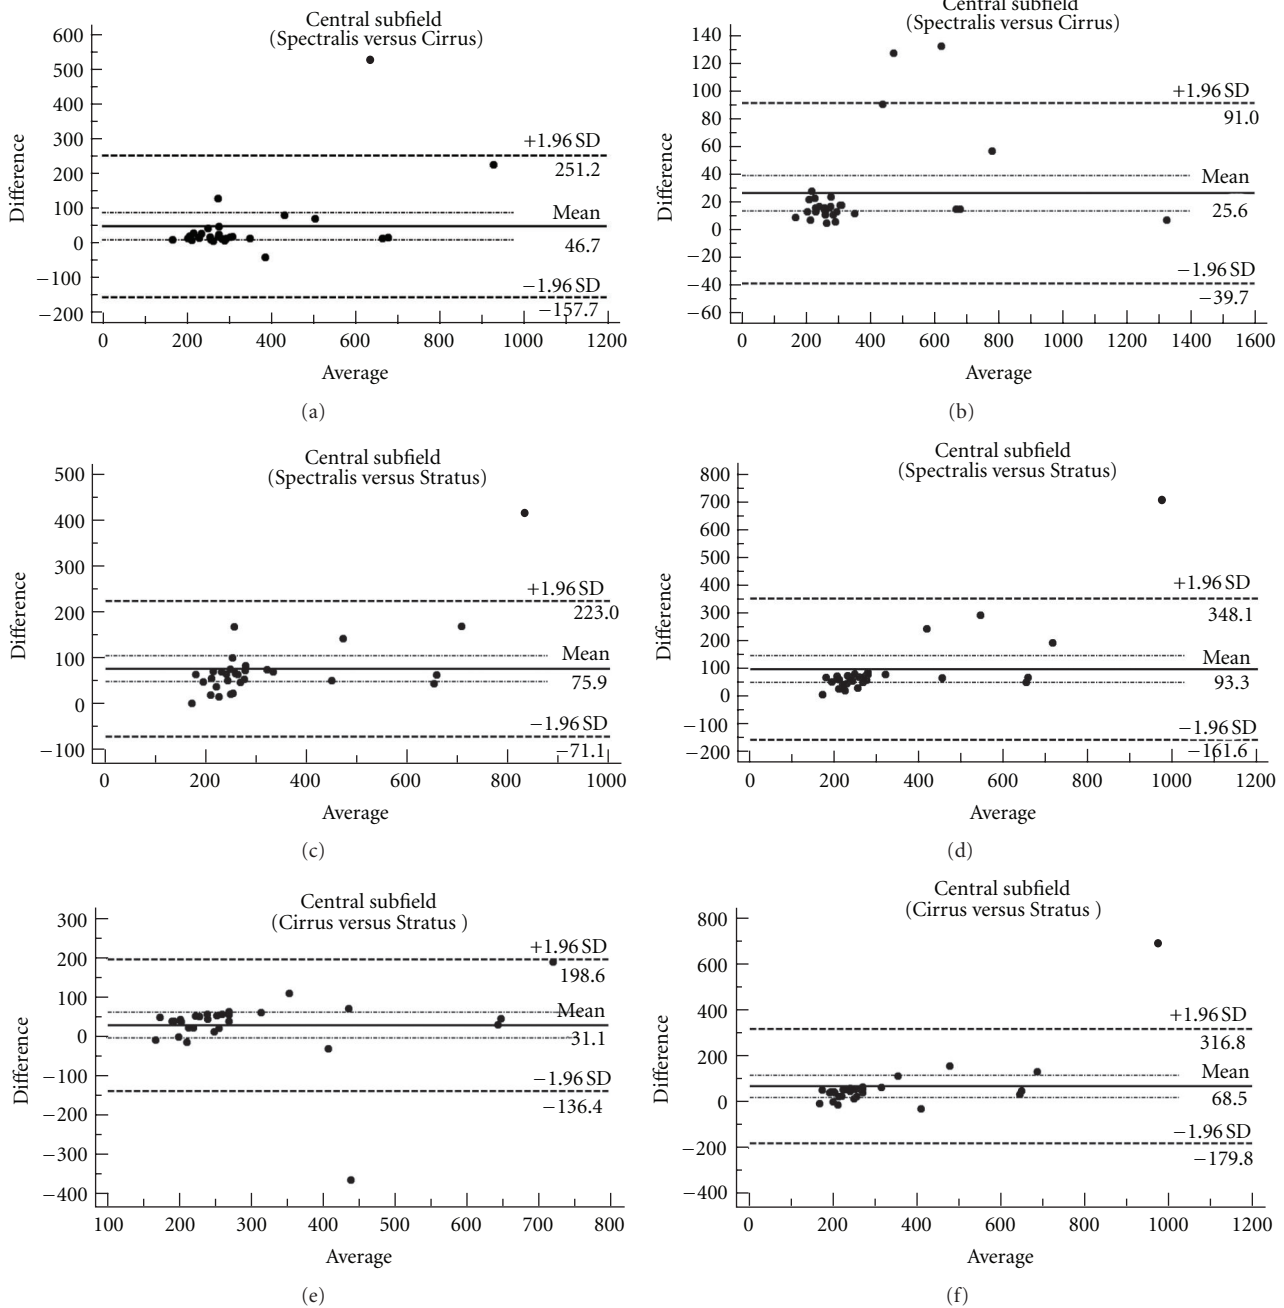 Central subfield
(Spectralis versus Cirrus)
600
500
400
300
200
100
0
−100
−200
Difference
+1.96 SD
251.2
Mean
46.7
−1.96 SD
−157.7
0 200 400 600 800 1000 1200
Average
(a)
Central subfield
(Spectralis versus Cirrus)
140
120
100
80
60
40
20
0
−20
−40
−60
Difference
+1.96 SD
91.0
Mean
25.6
−1.96 SD
−39.7
0 200 400 600 800 1000 1200 1400 1600
Average
(b)
Central subfield
(Spectralis versus Stratus)
500
400
300
200
100
0
−100
Difference
+1.96 SD
223.0
Mean
75.9
−1.96 SD
−71.1
0 200 400 600 800 1000
Average
(c)
Central subfield
(Spectralis versus Stratus)
800
700
600
500
400
300
200
100
0
−100
−200
Difference
+1.96 SD
348.1
Mean
93.3
−1.96 SD
−161.6
0 200 400 600 800 1000 1200
Average
(d)
Central subfield
(Cirrus versus Stratus )
300
200
100
0
−100
−200
−300
−400
Difference
+1.96 SD
198.6
Mean
31.1
−1.96 SD
−136.4
100 200 300 400 500 600 700 800
Average
(e)
Central subfield
(Cirrus versus Stratus )
800
600
400
200
0
−200
−400
Difference
+1.96 SD
316.8
Mean
68.5
−1.96 SD
−179.8
0 200 400 600 800 1000 1200
Average
(f)